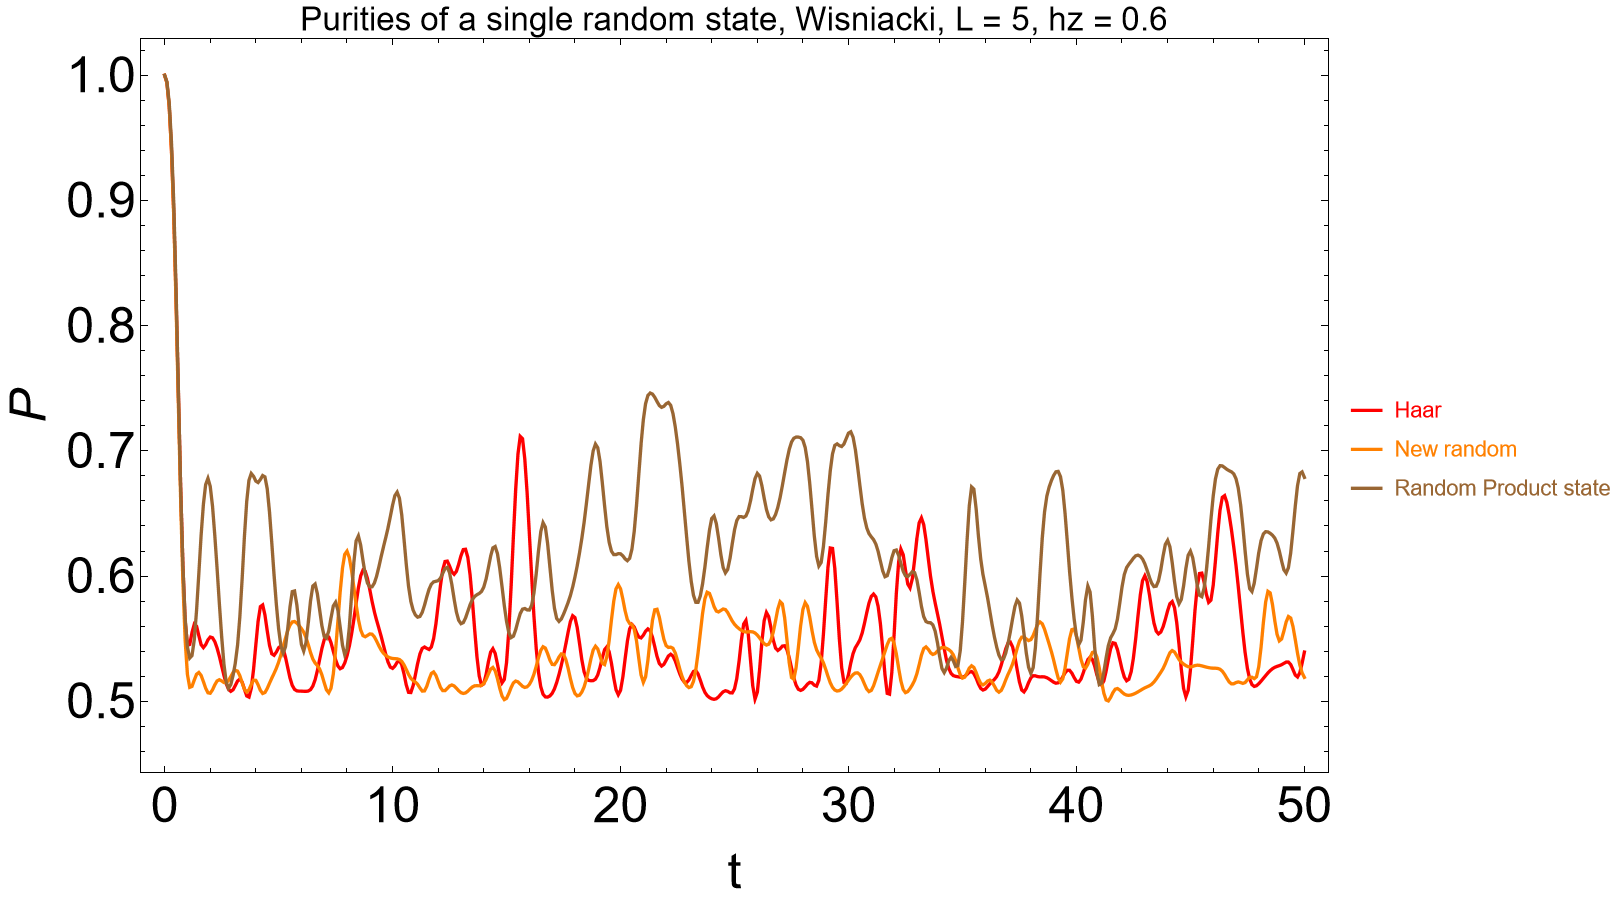 Purities of a single random state, Wisniacki, L = 5, hz = 0.6
1.0
0.9
0.8
0.7
0.6
0.5
P
0 10 20 30 40 50
t
Haar
New random
Random Product state